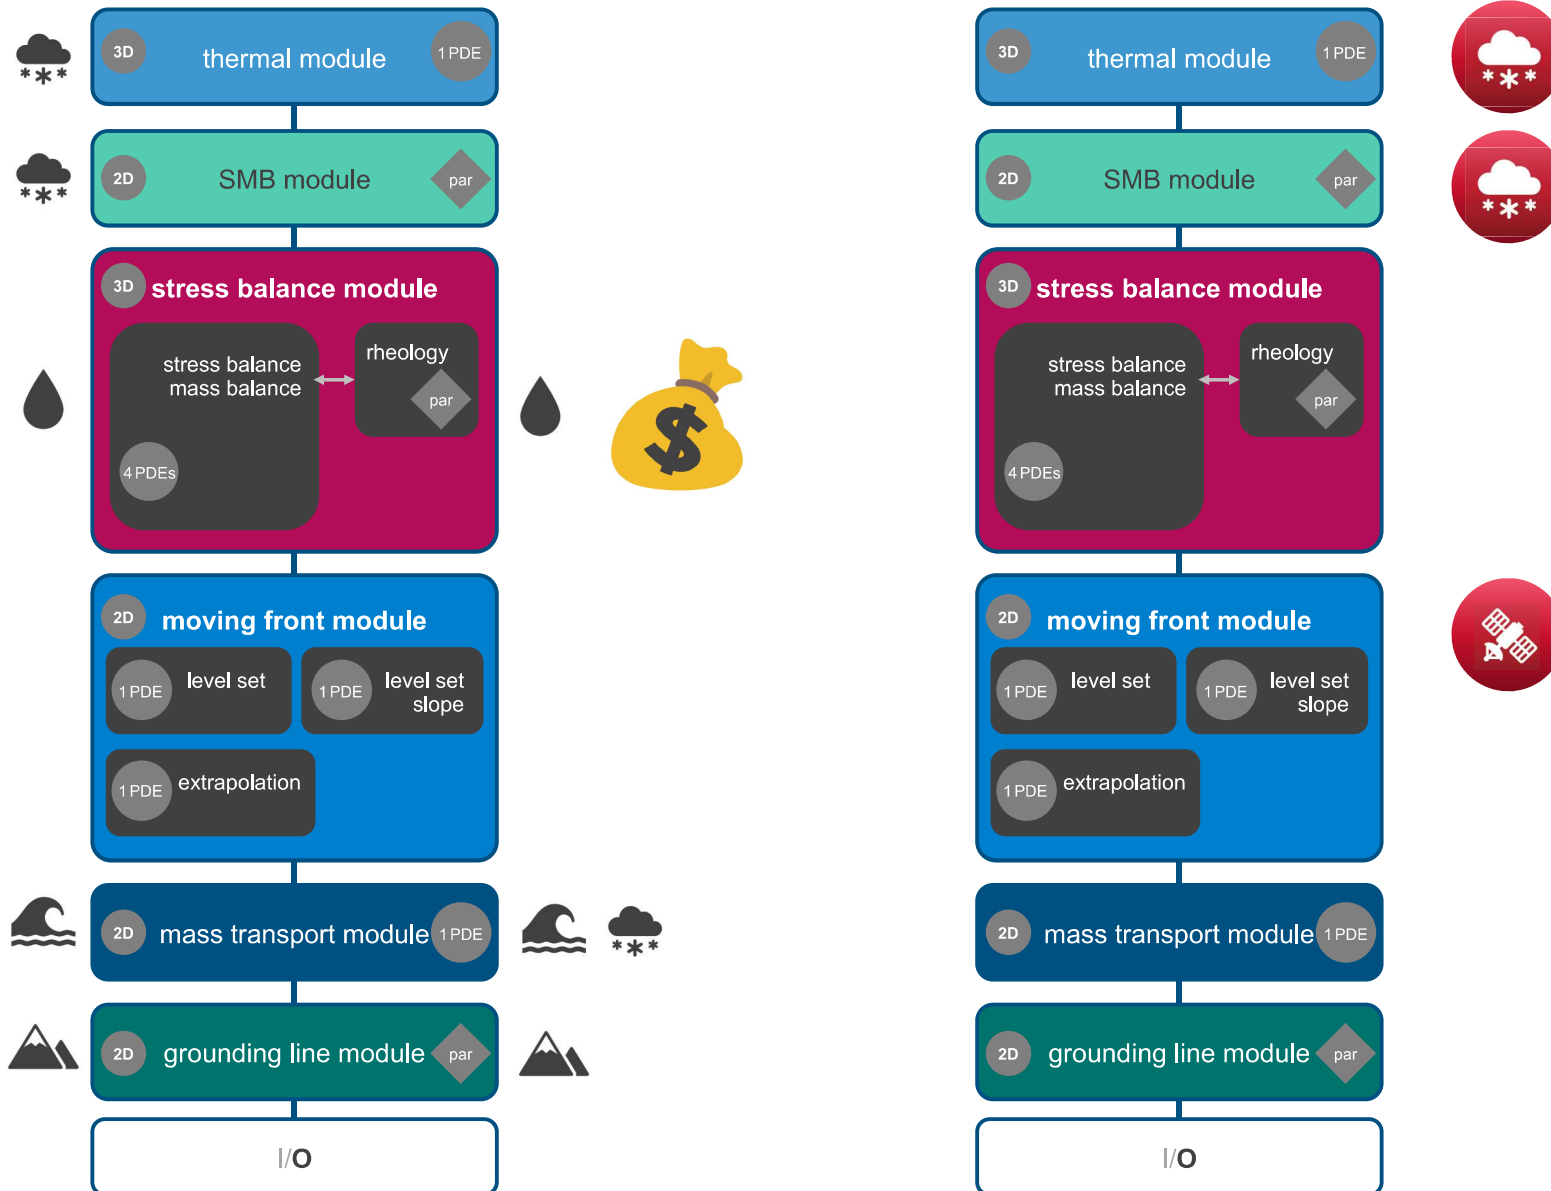 3D thermal module 1 PDE
2D SMB module par
3D stress balance module
stress balance
mass balance
rheology
par
4 PDEs
$
2D moving front module
1 PDE level set
1 PDE level set
slope
1 PDE extrapolation
2D mass transport module 1 PDE
2D grounding line module par
I/O
3D thermal module 1 PDE
2D SMB module par
3D stress balance module
stress balance
mass balance
rheology
par
4 PDEs
2D moving front module
1 PDE level set
1 PDE level set
slope
1 PDE extrapolation
2D mass transport module 1 PDE
2D grounding line module par
I/O